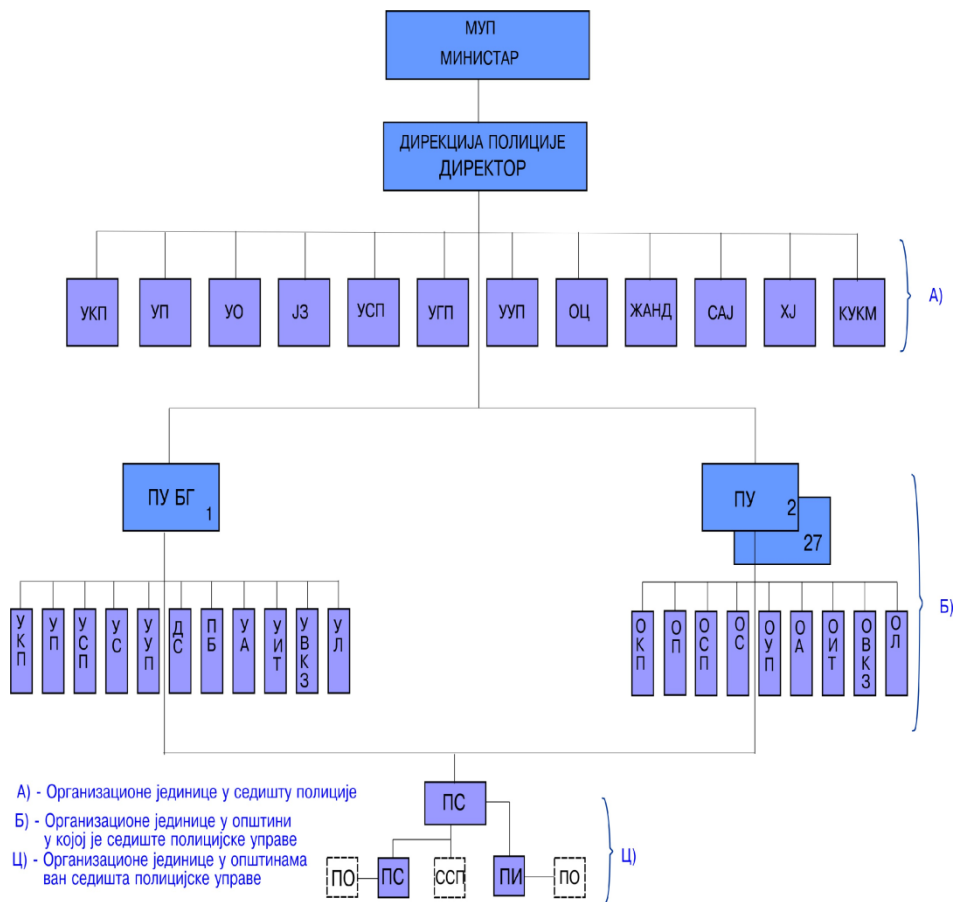 МУП
МИНИСТАР
ДИРЕКЦИЈА ПОЛИЦИЈЕ
ДИРЕКТОР
УКП УП УО ЈЗ УСП УГП УУП ОЦ ЖАНД САЈ ХЈ КУКМ А)
ПУ БГ 1
ПУ 2
27
УКП УП УСП УС УУП ДС ПБ УА УИТ УВКЗ УЛ
ОКП ОП ОСП ОС ОУП ОА ОИТ ОВКЗ ОЛ
Б)
ПС
ПО ПС ССП ПИ ПО
Ц)
А) - Организационе јединице у седишту полиције
Б) - Организационе јединице у општини
у којој је седиште полицијске управе
Ц) - Организационе јединице у општинама
ван седишта полицијске управе